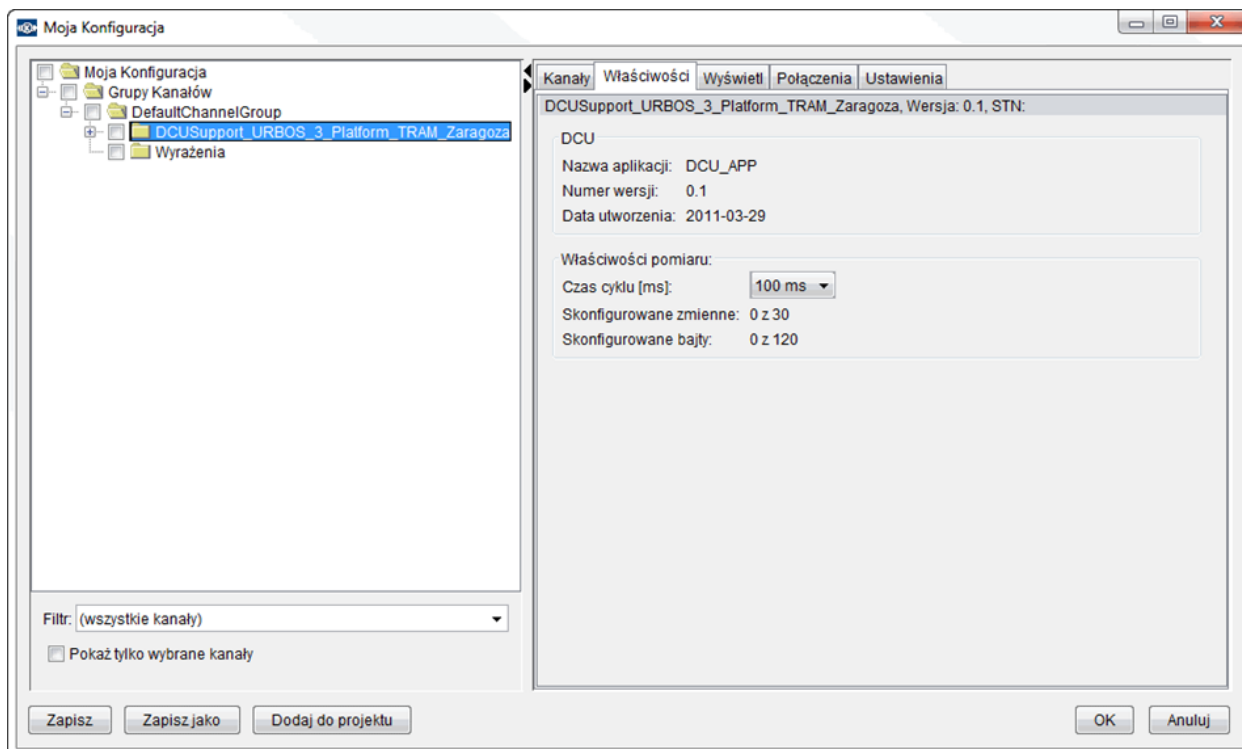 Moja Konfiguracja
Moja Konfiguracja
Grupy Kanałów
DefaultChannelGroup
DCUSupport_URBOS_3_Platform_TRAM_Zaragoza
Wyrażenia
Filtr: (wszystkie kanały)
Pokaż tylko wybrane kanały
Kanały Właściwości Wyświetl Połączenia Ustawienia
DCUSupport_URBOS_3_Platform_TRAM_Zaragoza, Wersja: 0.1, STN:
DCU
Nazwa aplikacji: DCU_APP
Numer wersji: 0.1
Data utworzenia: 2011-03-29
Właściwości pomiaru:
Czas cyklu [ms]: 100 ms
Skonfigurowane zmienne: 0 z 30
Skonfigurowane bajty: 0 z 120
Zapisz Zapisz jako Dodaj do projektu OK Anuluj